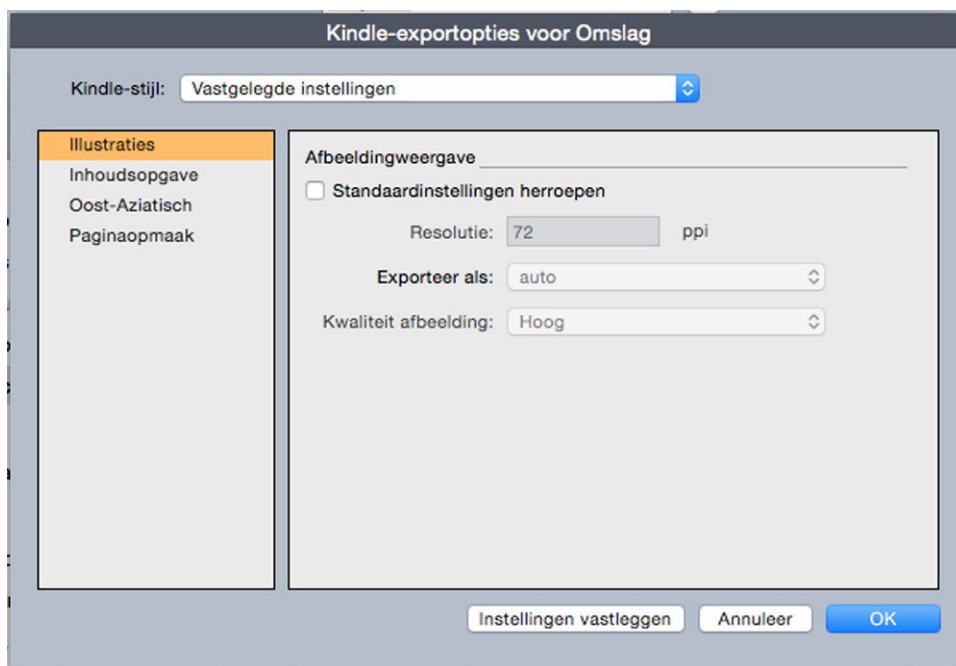 Kindle-exportopties voor Omslag
Kindle-stijl: Vastgelegde instellingen
Illustraties
Inhoudsopgave
Oost-Aziatisch
Paginaopmaak
Afbeeldingweergave
Standaardinstellingen herroepen
Resolutie: 72 ppi
Exporteer als: auto
Kwaliteit afbeelding: Hoog
Instellingen vastleggen Annuleer OK